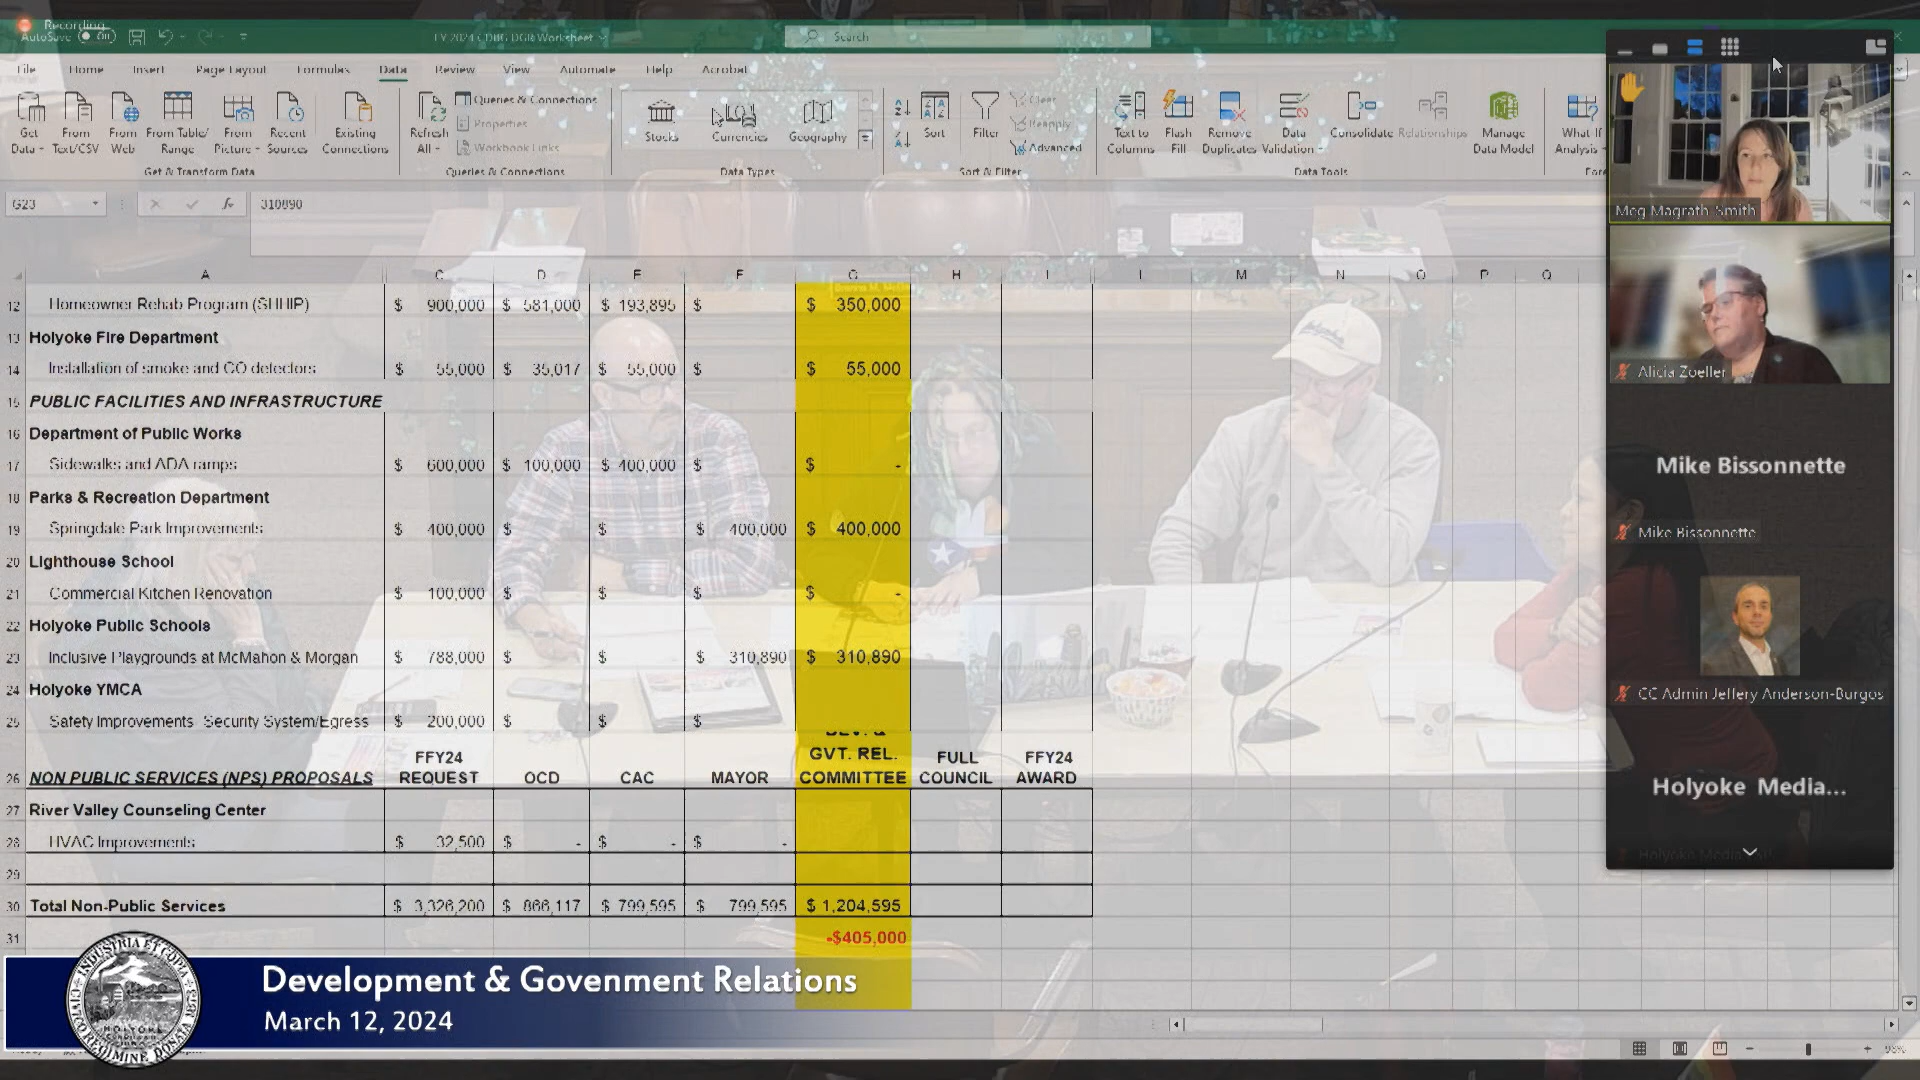 Recording
AutoSave Off FY 2024 CDBG DGR Worksheet Search
File Home Insert Page Layout Formulas Data Review View Automate Help Acrobat
Get Data From Text/CSV From Web From Table/Range From Picture Recent Sources Existing Connections Refresh All Queries & Connections Properties Workbook Links Stocks Currencies Geography Sort Filter Clear Reapply Advanced Text to Columns Flash Fill Remove Duplicates Data Validation Consolidate Relationships Manage Data Model What-If Analysis
Get & Transform Data Queries & Connections Data Types Sort & Filter Data Tools Fore
G23 fx 310890
A C D E F G H I L M N O P Q
12 Homeowner Rehab Program (SHHIP) $ 900,000 $ 581,000 $ 193,895 $ $ 350,000
13 Holyoke Fire Department
14 Installation of smoke and CO detectors $ 55,000 $ 35,017 $ 55,000 $ $ 55,000
15 PUBLIC FACILITIES AND INFRASTRUCTURE
16 Department of Public Works
17 Sidewalks and ADA ramps $ 600,000 $ 100,000 $ 400,000 $ $ -
18 Parks & Recreation Department
19 Springdale Park Improvements $ 400,000 $ $ $ 400,000 $ 400,000
20 Lighthouse School
21 Commercial Kitchen Renovation $ 100,000 $ $ $ $ -
22 Holyoke Public Schools
23 Inclusive Playgrounds at McMahon & Morgan $ 788,000 $ $ $ 310,890 $ 310,890
24 Holyoke YMCA
25 Safety Improvements Security System/Egress $ 200,000 $ $ $
DEV. &
FFY24 GVT. REL. FULL FFY24
26 NON PUBLIC SERVICES (NPS) PROPOSALS REQUEST OCD CAC MAYOR COMMITTEE COUNCIL AWARD
27 River Valley Counseling Center
28 HVAC Improvements $ 32,500 $ - $ - $ -
29
30 Total Non-Public Services $ 3,326,200 $ 866,117 $ 799,595 $ 799,595 $ 1,204,595
31 -$405,000
Meg Magrath-Smith
Alicia Zoeller
Mike Bissonnette
Mike Bissonnette
CC Admin Jeffery Anderson-Burgos
Holyoke Media...
Holyoke Media
Development & Govenment Relations
March 12, 2024